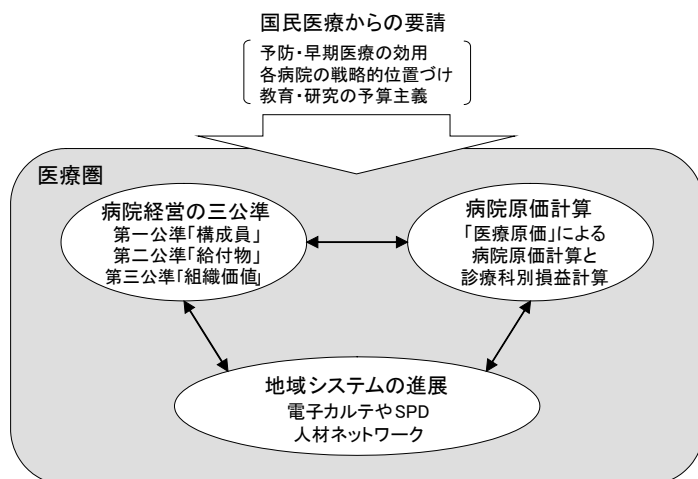 国民医療からの要請
予防・早期医療の効用
各病院の戦略的位置づけ
教育・研究の予算主義
医療圏
病院経営の三公準
第一公準「構成員」
第二公準「給付物」
第三公準「組織価値」
病院原価計算
「医療原価」による
病院原価計算と
診療科別損益計算
地域システムの進展
電子カルテやSPD
人材ネットワーク